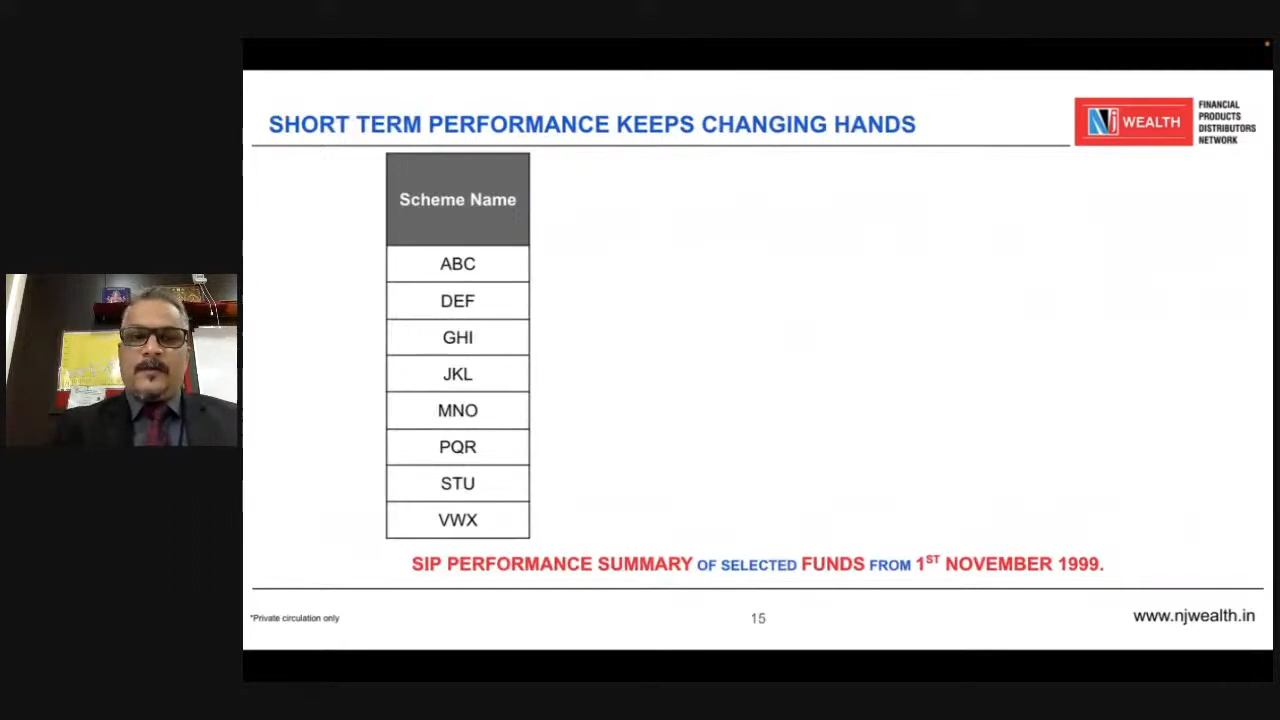 SHORT TERM PERFORMANCE KEEPS CHANGING HANDS
NJ WEALTH
FINANCIAL
PRODUCTS
DISTRIBUTORS
NETWORK
Scheme Name
ABC
DEF
GHI
JKL
MNO
PQR
STU
VWX
SIP PERFORMANCE SUMMARY OF SELECTED FUNDS FROM 1ST NOVEMBER 1999.
*Private circulation only
15
www.njwealth.in